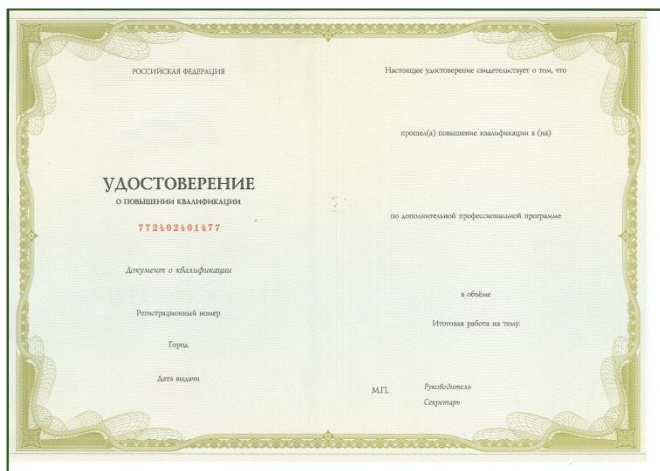 РОССИЙСКАЯ ФЕДЕРАЦИЯ
УДОСТОВЕРЕНИЕ
О ПОВЫШЕНИИ КВАЛИФИКАЦИИ
772402401477
Документ о квалификации
Регистрационный номер
Город
Дата выдачи
Настоящее удостоверение свидетельствует о том, что
прошел(а) повышение квалификации в (на)
по дополнительной профессиональной программе
в объёме
Итоговая работа на тему:
М.П.
Руководитель
Секретарь